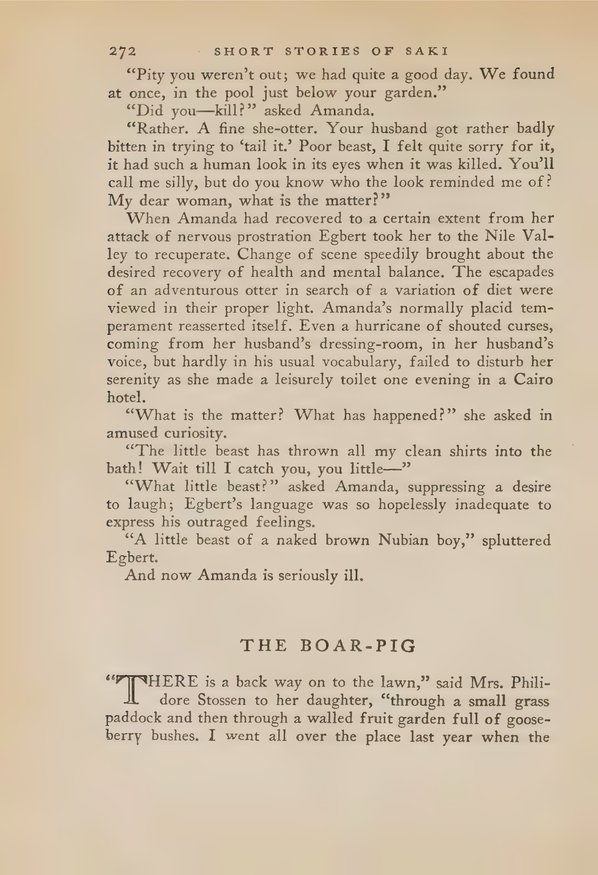 272 SHORT STORIES OF SAKI
“Pity you weren’t out; we had quite a good day. We found
at once, in the pool just below your garden.”
“Did you—kill?” asked Amanda.
“Rather. A fine she-otter. Your husband got rather badly
bitten in trying to ‘tail it.’ Poor beast, I felt quite sorry for it,
it had such a human look in its eyes when it was killed. You’ll
call me silly, but do you know who the look reminded me of?
My dear woman, what is the matter?”
When Amanda had recovered to a certain extent from her
attack of nervous prostration Egbert took her to the Nile Val-
ley to recuperate. Change of scene speedily brought about the
desired recovery of health and mental balance. The escapades
of an adventurous otter in search of a variation of diet were
viewed in their proper light. Amanda’s normally placid tem-
perament reasserted itself. Even a hurricane of shouted curses,
coming from her husband’s dressing-room, in her husband’s
voice, but hardly in his usual vocabulary, failed to disturb her
serenity as she made a leisurely toilet one evening in a Cairo
hotel.
“What is the matter? What has happened?” she asked in
amused curiosity.
“The little beast has thrown all my clean shirts into the
bath! Wait till I catch you, you little—”
“What little beast?” asked Amanda, suppressing a desire
to laugh; Egbert’s language was so hopelessly inadequate to
express his outraged feelings.
“A little beast of a naked brown Nubian boy,” spluttered
Egbert.
And now Amanda is seriously ill.
THE BOAR-PIG
“THERE is a back way on to the lawn,” said Mrs. Phili-
dore Stossen to her daughter, “through a small grass
paddock and then through a walled fruit garden full of goose-
berry bushes. I went all over the place last year when the